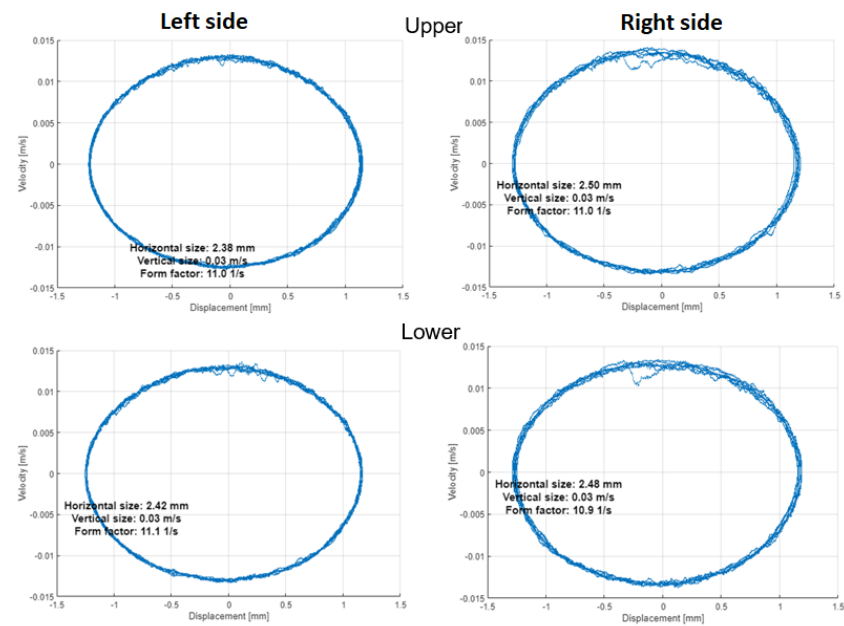 Left side
Upper
Right side
0.015
0.01
0.005
0
-0.005
-0.01
-0.015
Velocity [m/s]
Horizontal size: 2.38 mm
Vertical size: 0.03 m/s
Form factor: 11.0 1/s
-1.5 -1 -0.5 0 0.5 1 1.5
Displacement [mm]
0.015
0.01
0.005
0
-0.005
-0.01
-0.015
Velocity [m/s]
Horizontal size: 2.50 mm
Vertical size: 0.03 m/s
Form factor: 11.0 1/s
-1.5 -1 -0.5 0 0.5 1 1.5
Displacement [mm]
Lower
0.015
0.01
0.005
0
-0.005
-0.01
-0.015
Velocity [m/s]
Horizontal size: 2.42 mm
Vertical size: 0.03 m/s
Form factor: 11.1 1/s
-1.5 -1 -0.5 0 0.5 1 1.5
Displacement [mm]
0.015
0.01
0.005
0
-0.005
-0.01
-0.015
Velocity [m/s]
Horizontal size: 2.48 mm
Vertical size: 0.03 m/s
Form factor: 10.9 1/s
-1.5 -1 -0.5 0 0.5 1 1.5
Displacement [mm]